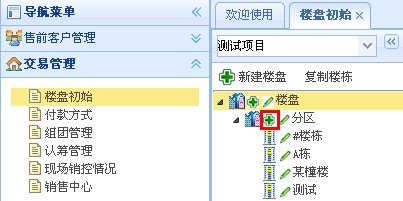 导航菜单
售前客户管理
交易管理
楼盘初始
付款方式
组团管理
认筹管理
现场销控情况
销售中心
欢迎使用 楼盘初始
测试项目
新建楼盘 复制楼栋
楼盘
分区
#楼栋
A栋
某幢楼
测试